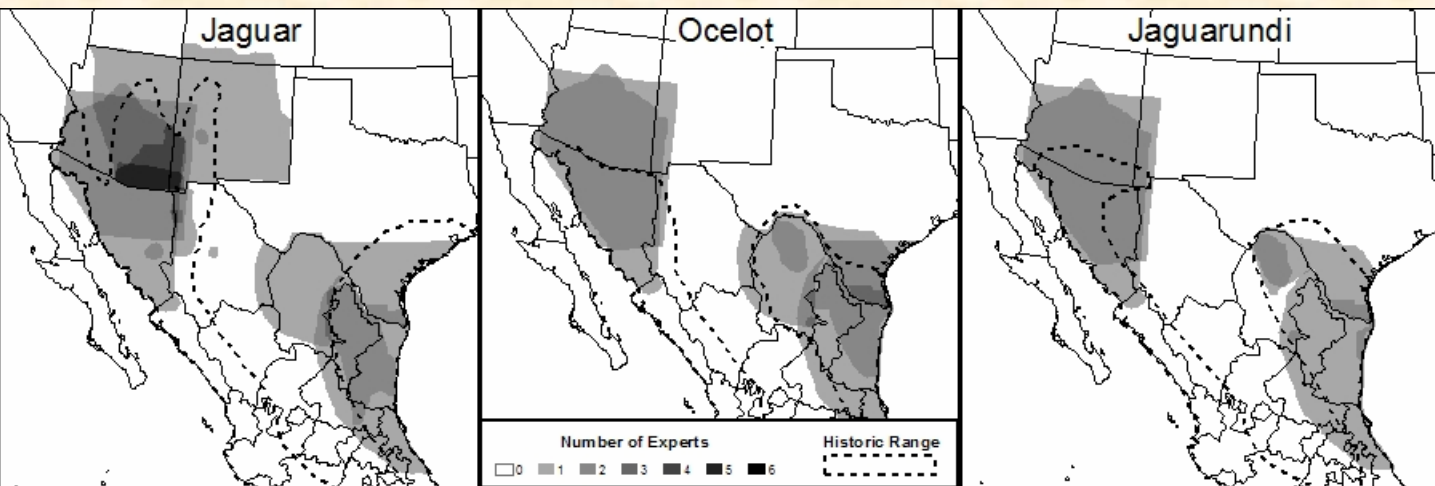 Jaguar
Ocelot
Jaguarundi
Number of Experts
Historic Range
0 1 2 3 4 5 6